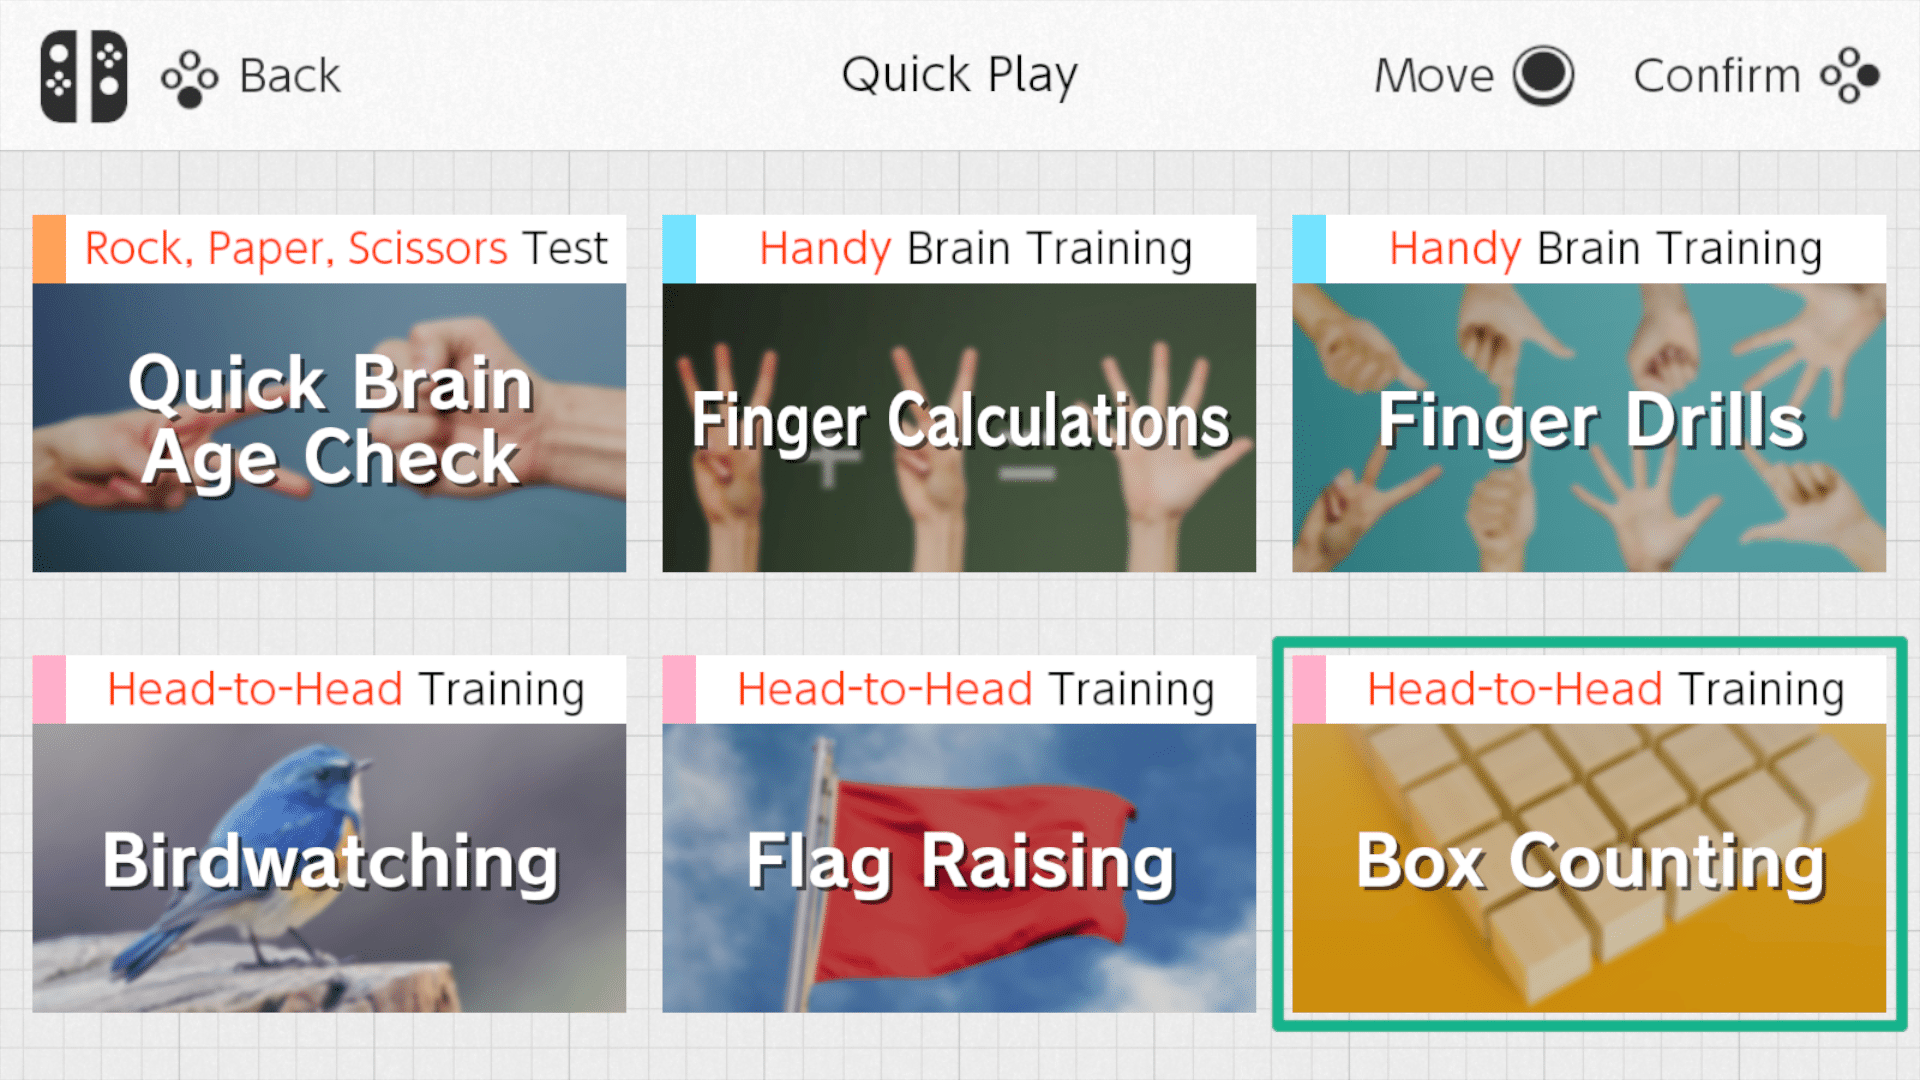 Back
Quick Play
Move
Confirm
Rock, Paper, Scissors Test
Quick Brain
Age Check
Handy Brain Training
Finger Calculations
+
−
Handy Brain Training
Finger Drills
Head-to-Head Training
Birdwatching
Head-to-Head Training
Flag Raising
Head-to-Head Training
Box Counting